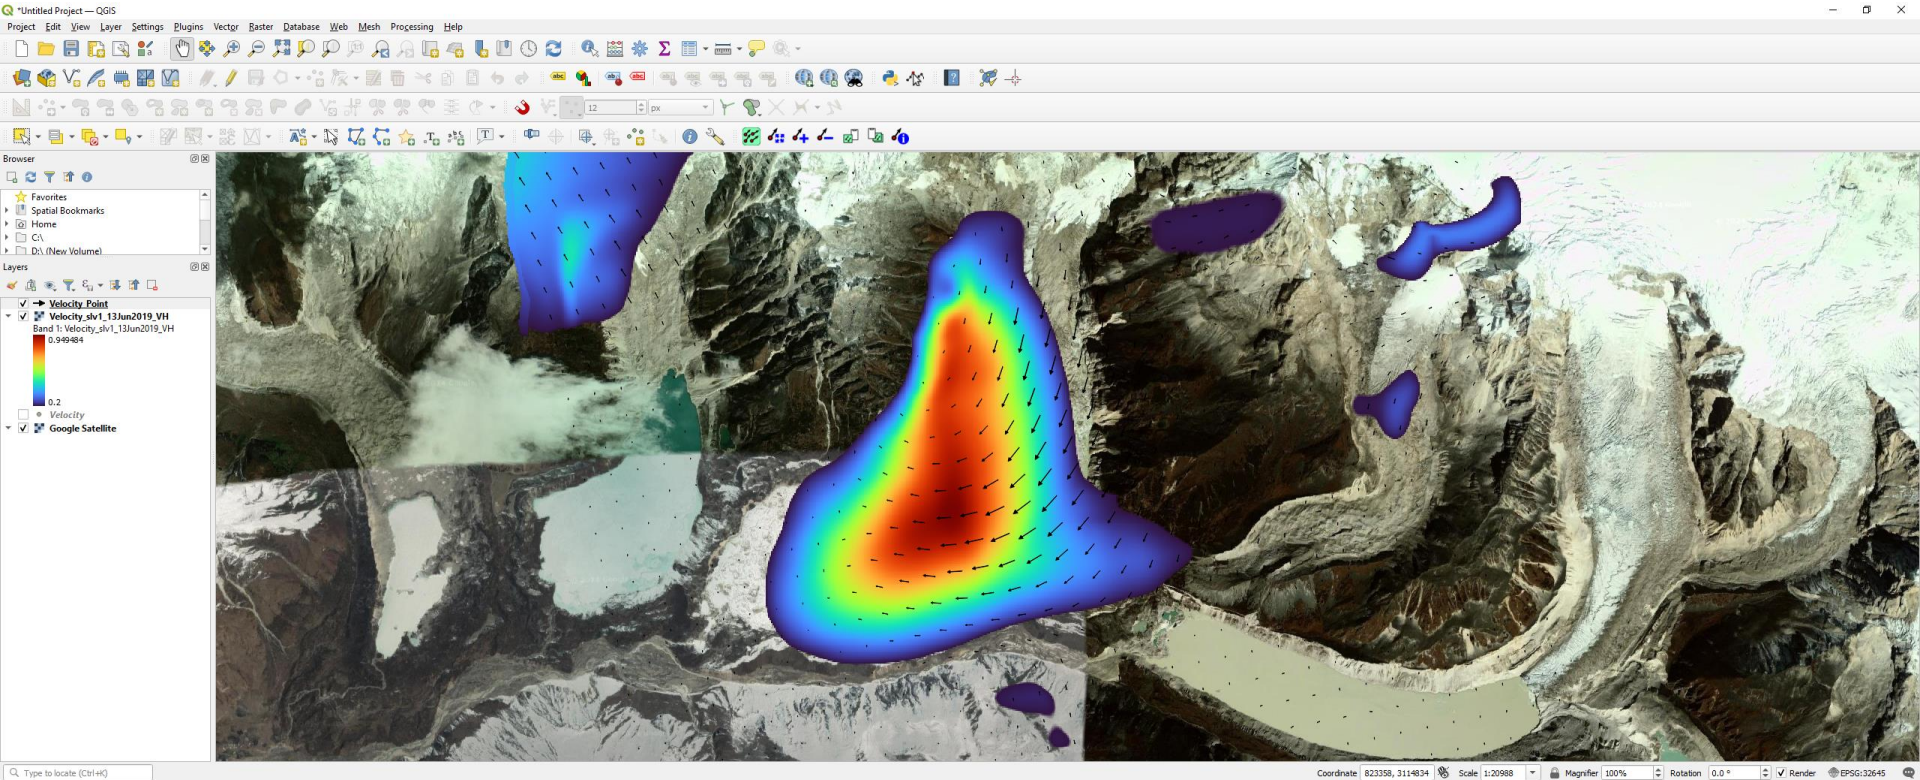 *Untitled Project — QGIS
Project Edit View Layer Settings Plugins Vector Raster Database Web Mesh Processing Help
12
px
Browser
Favorites
Spatial Bookmarks
Home
C:\
D:\ (New Volume)
Layers
Velocity_Point
Velocity_slv1_13Jun2019_VH
Band 1: Velocity_slv1_13Jun2019_VH
0.949484
0.2
Velocity
Google Satellite
Type to locate (Ctrl+K)
Coordinate 823358, 3114834 Scale 1:20988 Magnifier 100% Rotation 0.0 ° Render EPSG:32645